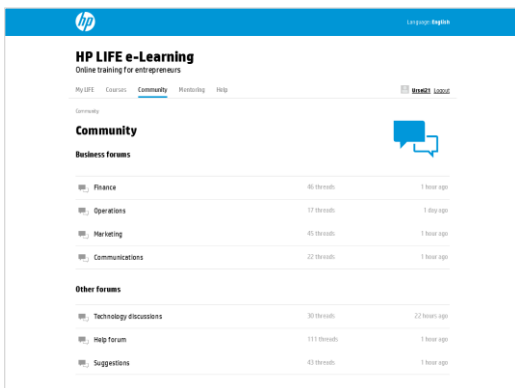 hp
Language: English
HP LIFE e-Learning
Online training for entrepreneurs
My LIFE Courses Community Mentoring Help Logout
Community
Community
Business forums
Finance 46 threads 1 hour ago
Operations 17 threads 1 day ago
Marketing 45 threads 1 hour ago
Communications 22 threads 1 hour ago
Other forums
Technology discussions 30 threads 22 hours ago
Help forum 111 threads 1 hour ago
Suggestions 43 threads 1 hour ago